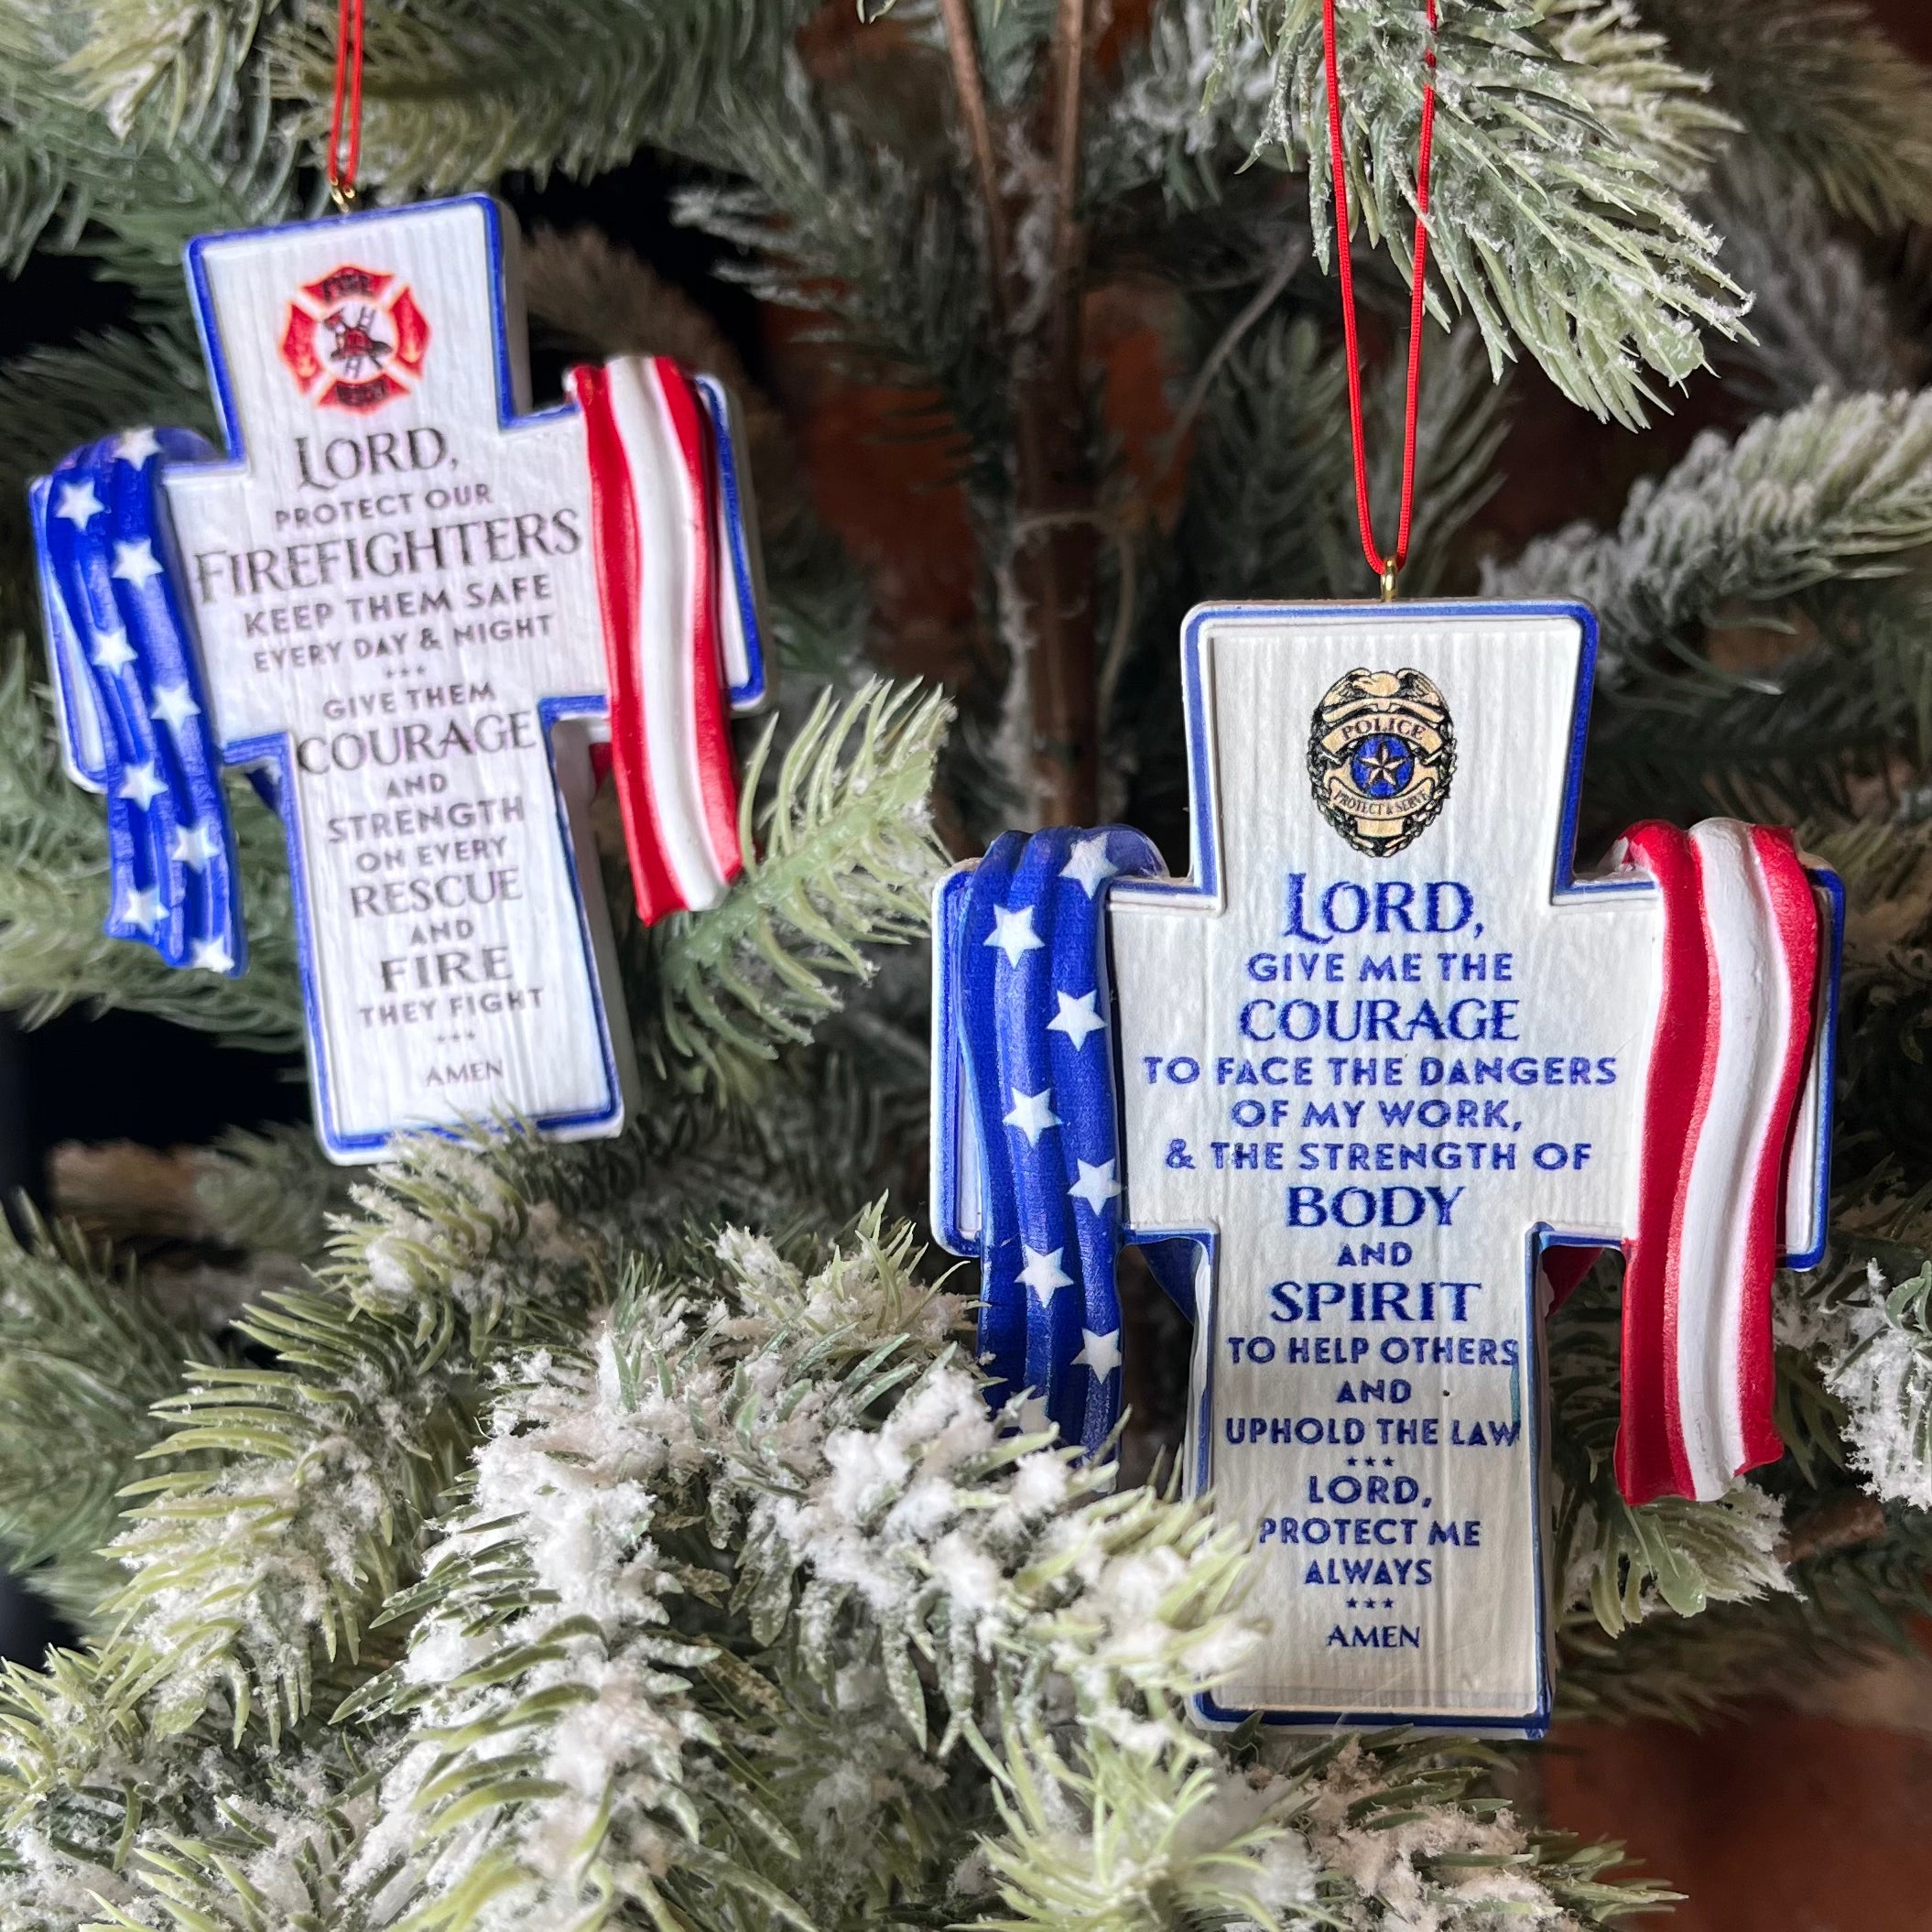 FIRE
LORD,
PROTECT OUR
FIREFIGHTERS
KEEP THEM SAFE
EVERY DAY & NIGHT
GIVE THEM
COURAGE
AND
STRENGTH
ON EVERY
RESCUE
AND
FIRE
THEY FIGHT
AMEN
POLICE
PROTECT & SERVE
LORD,
GIVE ME THE
COURAGE
TO FACE THE DANGERS
OF MY WORK,
& THE STRENGTH OF
BODY
AND
SPIRIT
TO HELP OTHERS
AND
UPHOLD THE LAW
LORD,
PROTECT ME
ALWAYS
AMEN